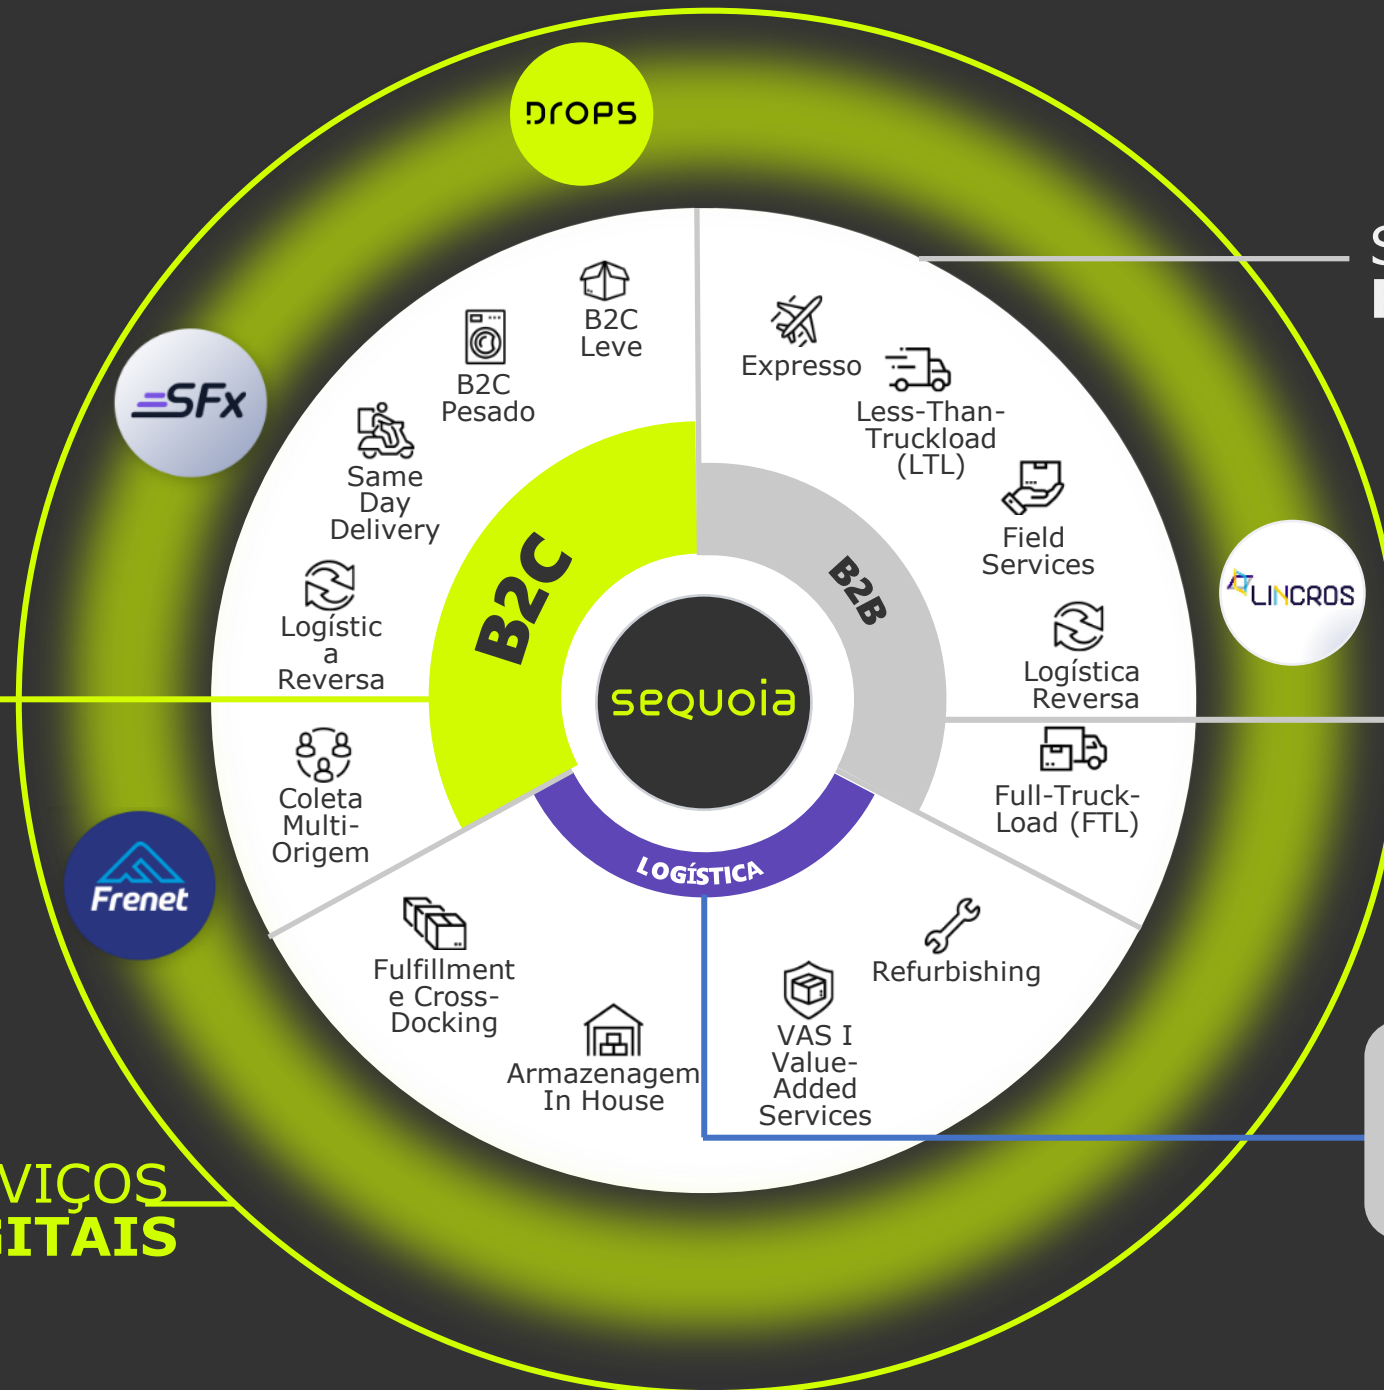 DROPS
SFx
LINCROS
Frenet
B2C
Leve
B2C
Pesado
Same
Day
Delivery
Logístic
a
Reversa
Coleta
Multi-
Origem
Expresso
Less-Than-
Truckload
(LTL)
Field
Services
Logística
Reversa
Full-Truck-
Load (FTL)
B2C
B2B
sequoia
LOGÍSTICA
Fulfillment
e Cross-
Docking
Armazenagem
In House
VAS I
Value-
Added
Services
Refurbishing
VIÇOS
GITAIS